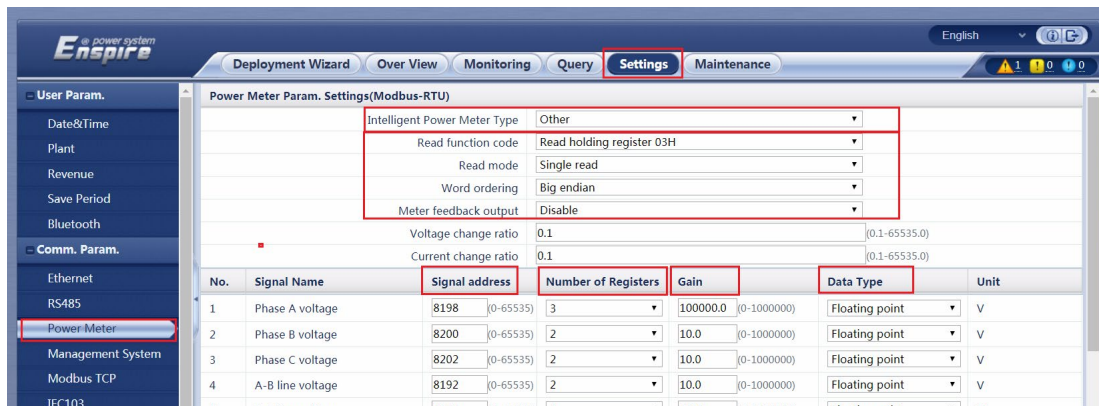 e power system
Enspire
English
Deployment Wizard Over View Monitoring Query Settings Maintenance
1 0 0
User Param.
Date&Time
Plant
Revenue
Save Period
Bluetooth
Comm. Param.
Ethernet
RS485
Power Meter
Management System
Modbus TCP
IEC103
Power Meter Param. Settings(Modbus-RTU)
Intelligent Power Meter Type Other
Read function code Read holding register 03H
Read mode Single read
Word ordering Big endian
Meter feedback output Disable
Voltage change ratio 0.1 (0.1-65535.0)
Current change ratio 0.1 (0.1-65535.0)
No. Signal Name Signal address Number of Registers Gain Data Type Unit
1 Phase A voltage 8198 (0-65535) 3 100000.0 (0-1000000) Floating point V
2 Phase B voltage 8200 (0-65535) 2 10.0 (0-1000000) Floating point V
3 Phase C voltage 8202 (0-65535) 2 10.0 (0-1000000) Floating point V
4 A-B line voltage 8192 (0-65535) 2 10.0 (0-1000000) Floating point V